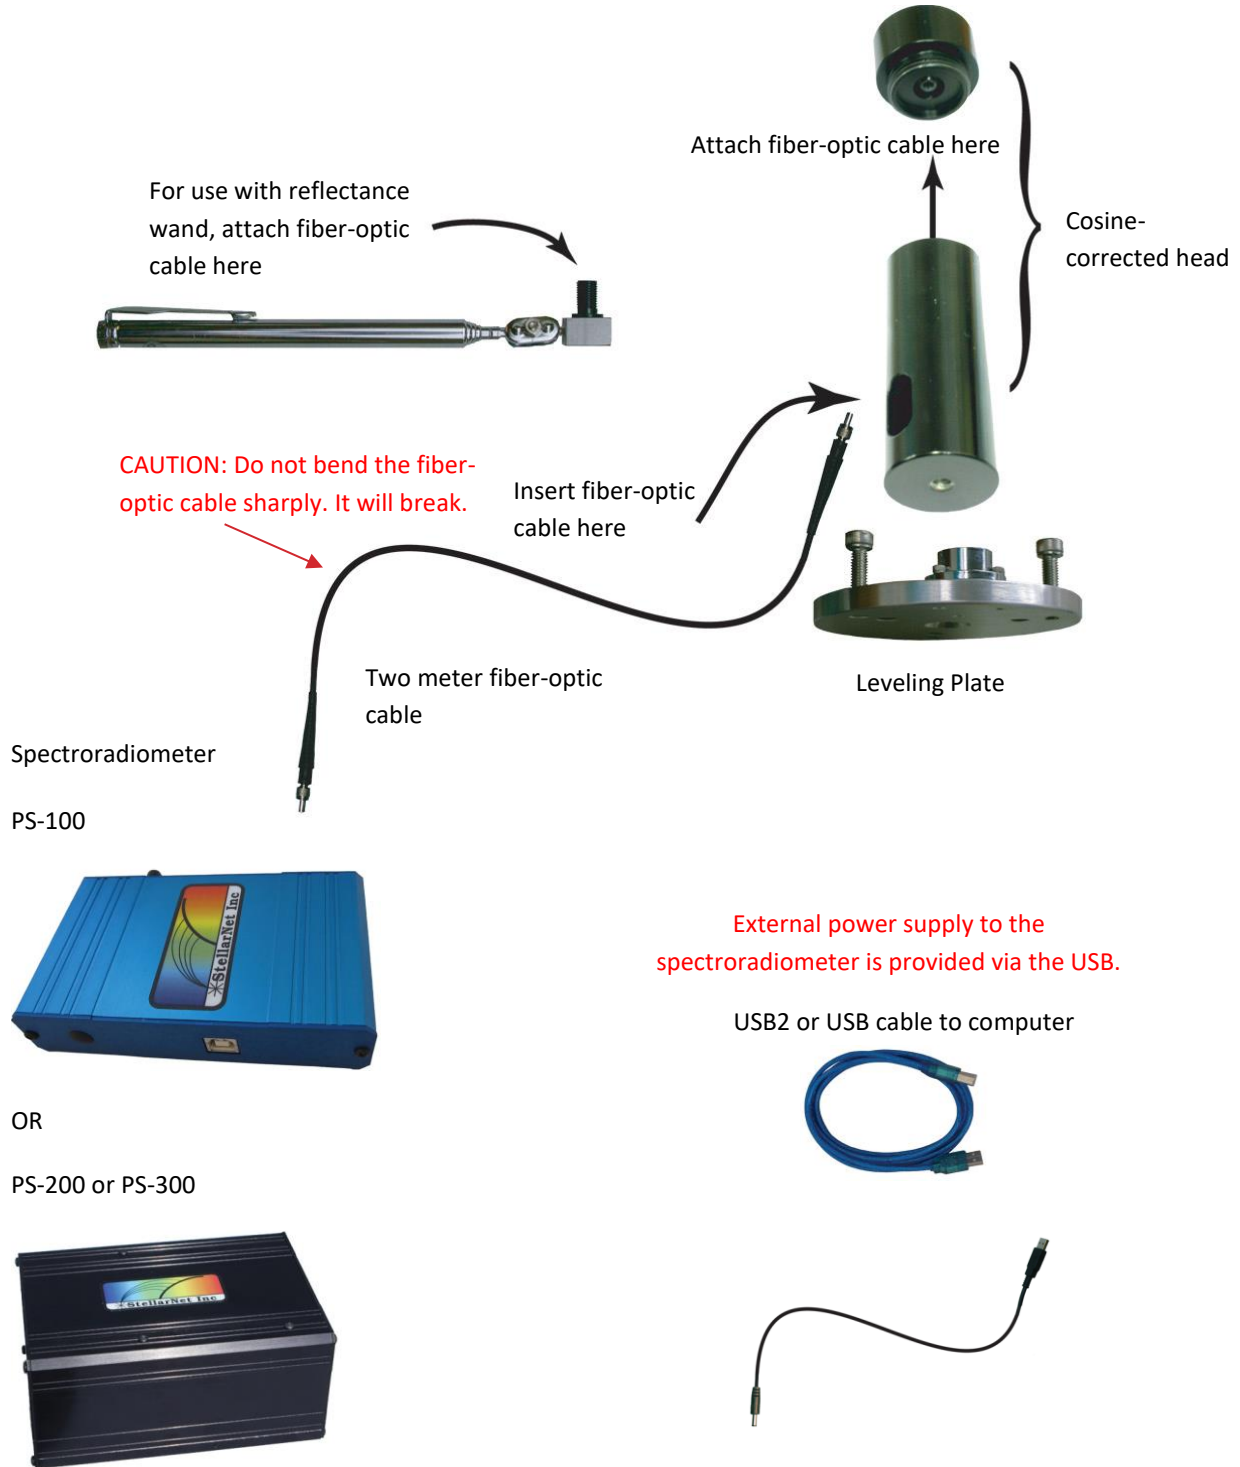 Attach fiber-optic cable here
For use with reflectance
wand, attach fiber-optic
cable here
Cosine-
corrected head
CAUTION: Do not bend the fiber-
optic cable sharply. It will break.
Insert fiber-optic
cable here
Two meter fiber-optic
cable
Leveling Plate
Spectroradiometer
PS-100
StellarNet Inc
External power supply to the
spectroradiometer is provided via the USB.
USB2 or USB cable to computer
OR
PS-200 or PS-300
StellarNet Inc